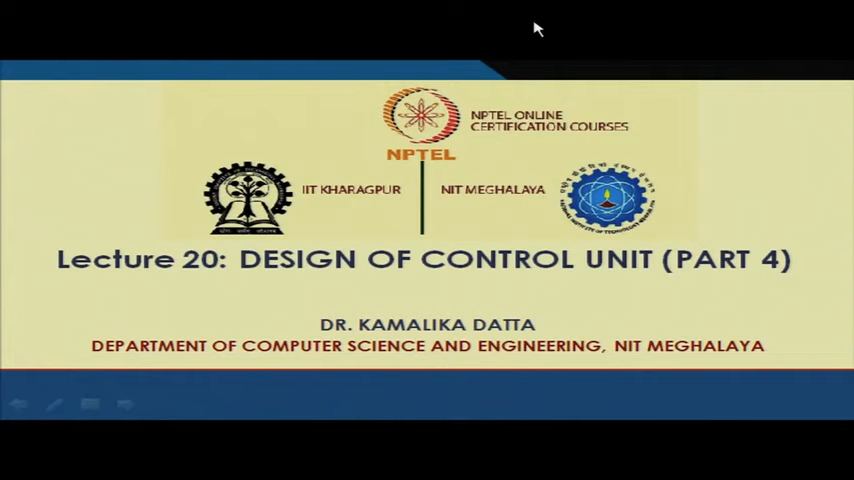 NPTEL ONLINE
CERTIFICATION COURSES
NPTEL
IIT KHARAGPUR
NIT MEGHALAYA
Lecture 20: DESIGN OF CONTROL UNIT (PART 4)
DR. KAMALIKA DATTA
DEPARTMENT OF COMPUTER SCIENCE AND ENGINEERING, NIT MEGHALAYA